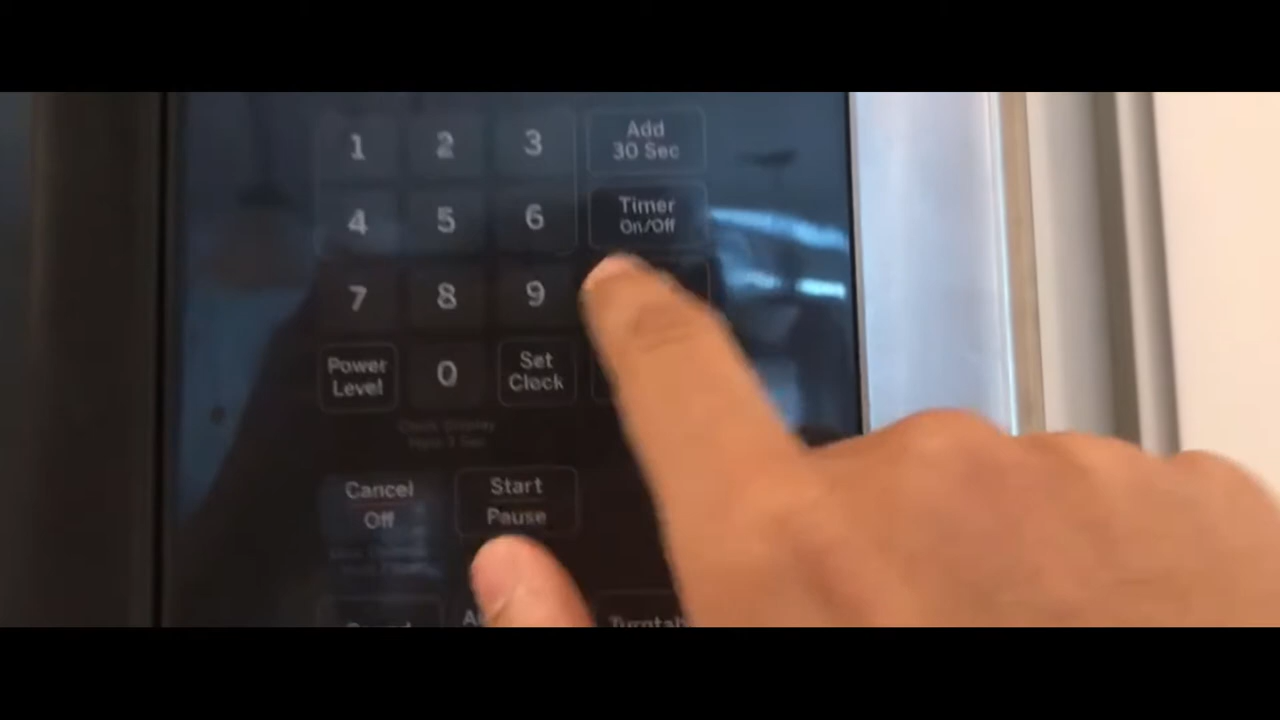 1 2 3 Add
30 Sec
4 5 6 Timer
On/Off
7 8 9
Power
Level
0
Set
Clock
Cancel
Off
Start
Pause